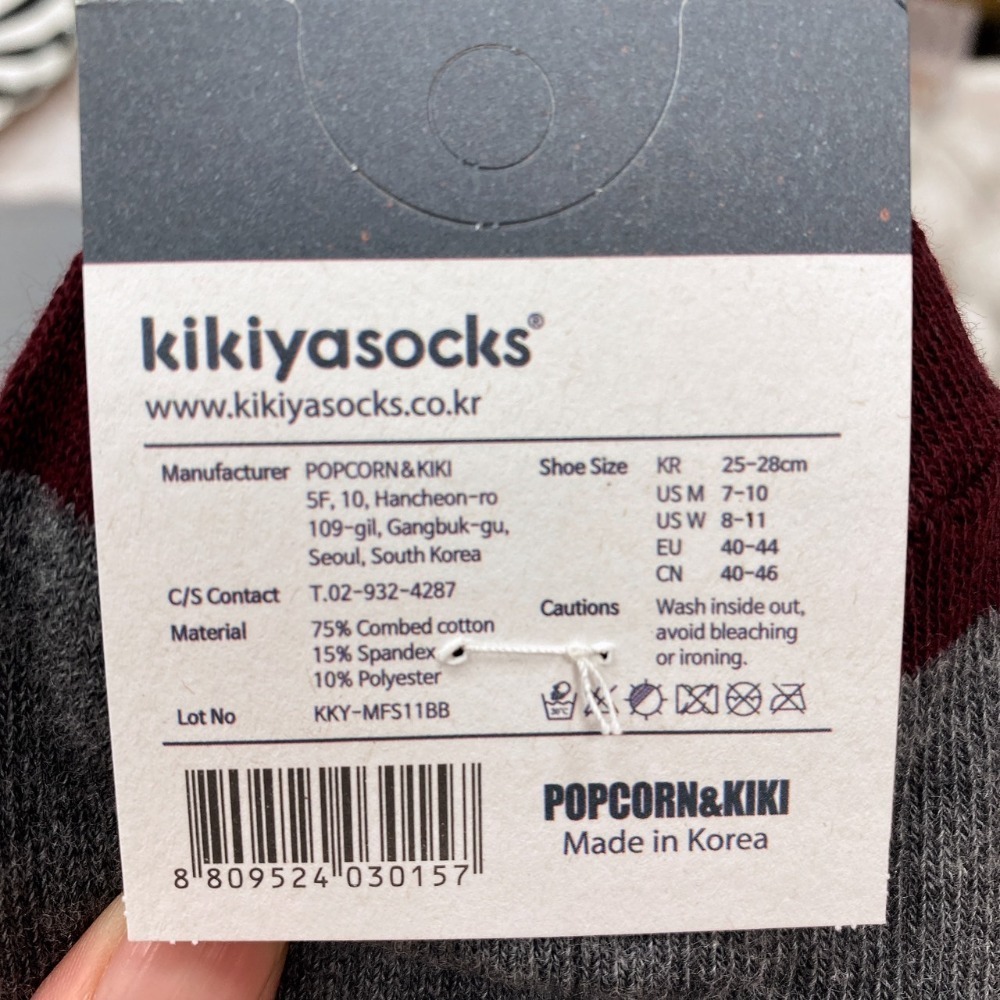 kikiyasocks®
www.kikiyasocks.co.kr
Manufacturer POPCORN&KIKI
5F, 10, Hancheon-ro
109-gil, Gangbuk-gu,
Seoul, South Korea
C/S Contact T.02-932-4287
Material 75% Combed cotton
15% Spandex
10% Polyester
Lot No KKY-MFS11BB
Shoe Size KR 25-28cm
US M 7-10
US W 8-11
EU 40-44
CN 40-46
Cautions Wash inside out,
avoid bleaching
or ironing.
30°C
8 809524 030157
POPCORN&KIKI
Made in Korea